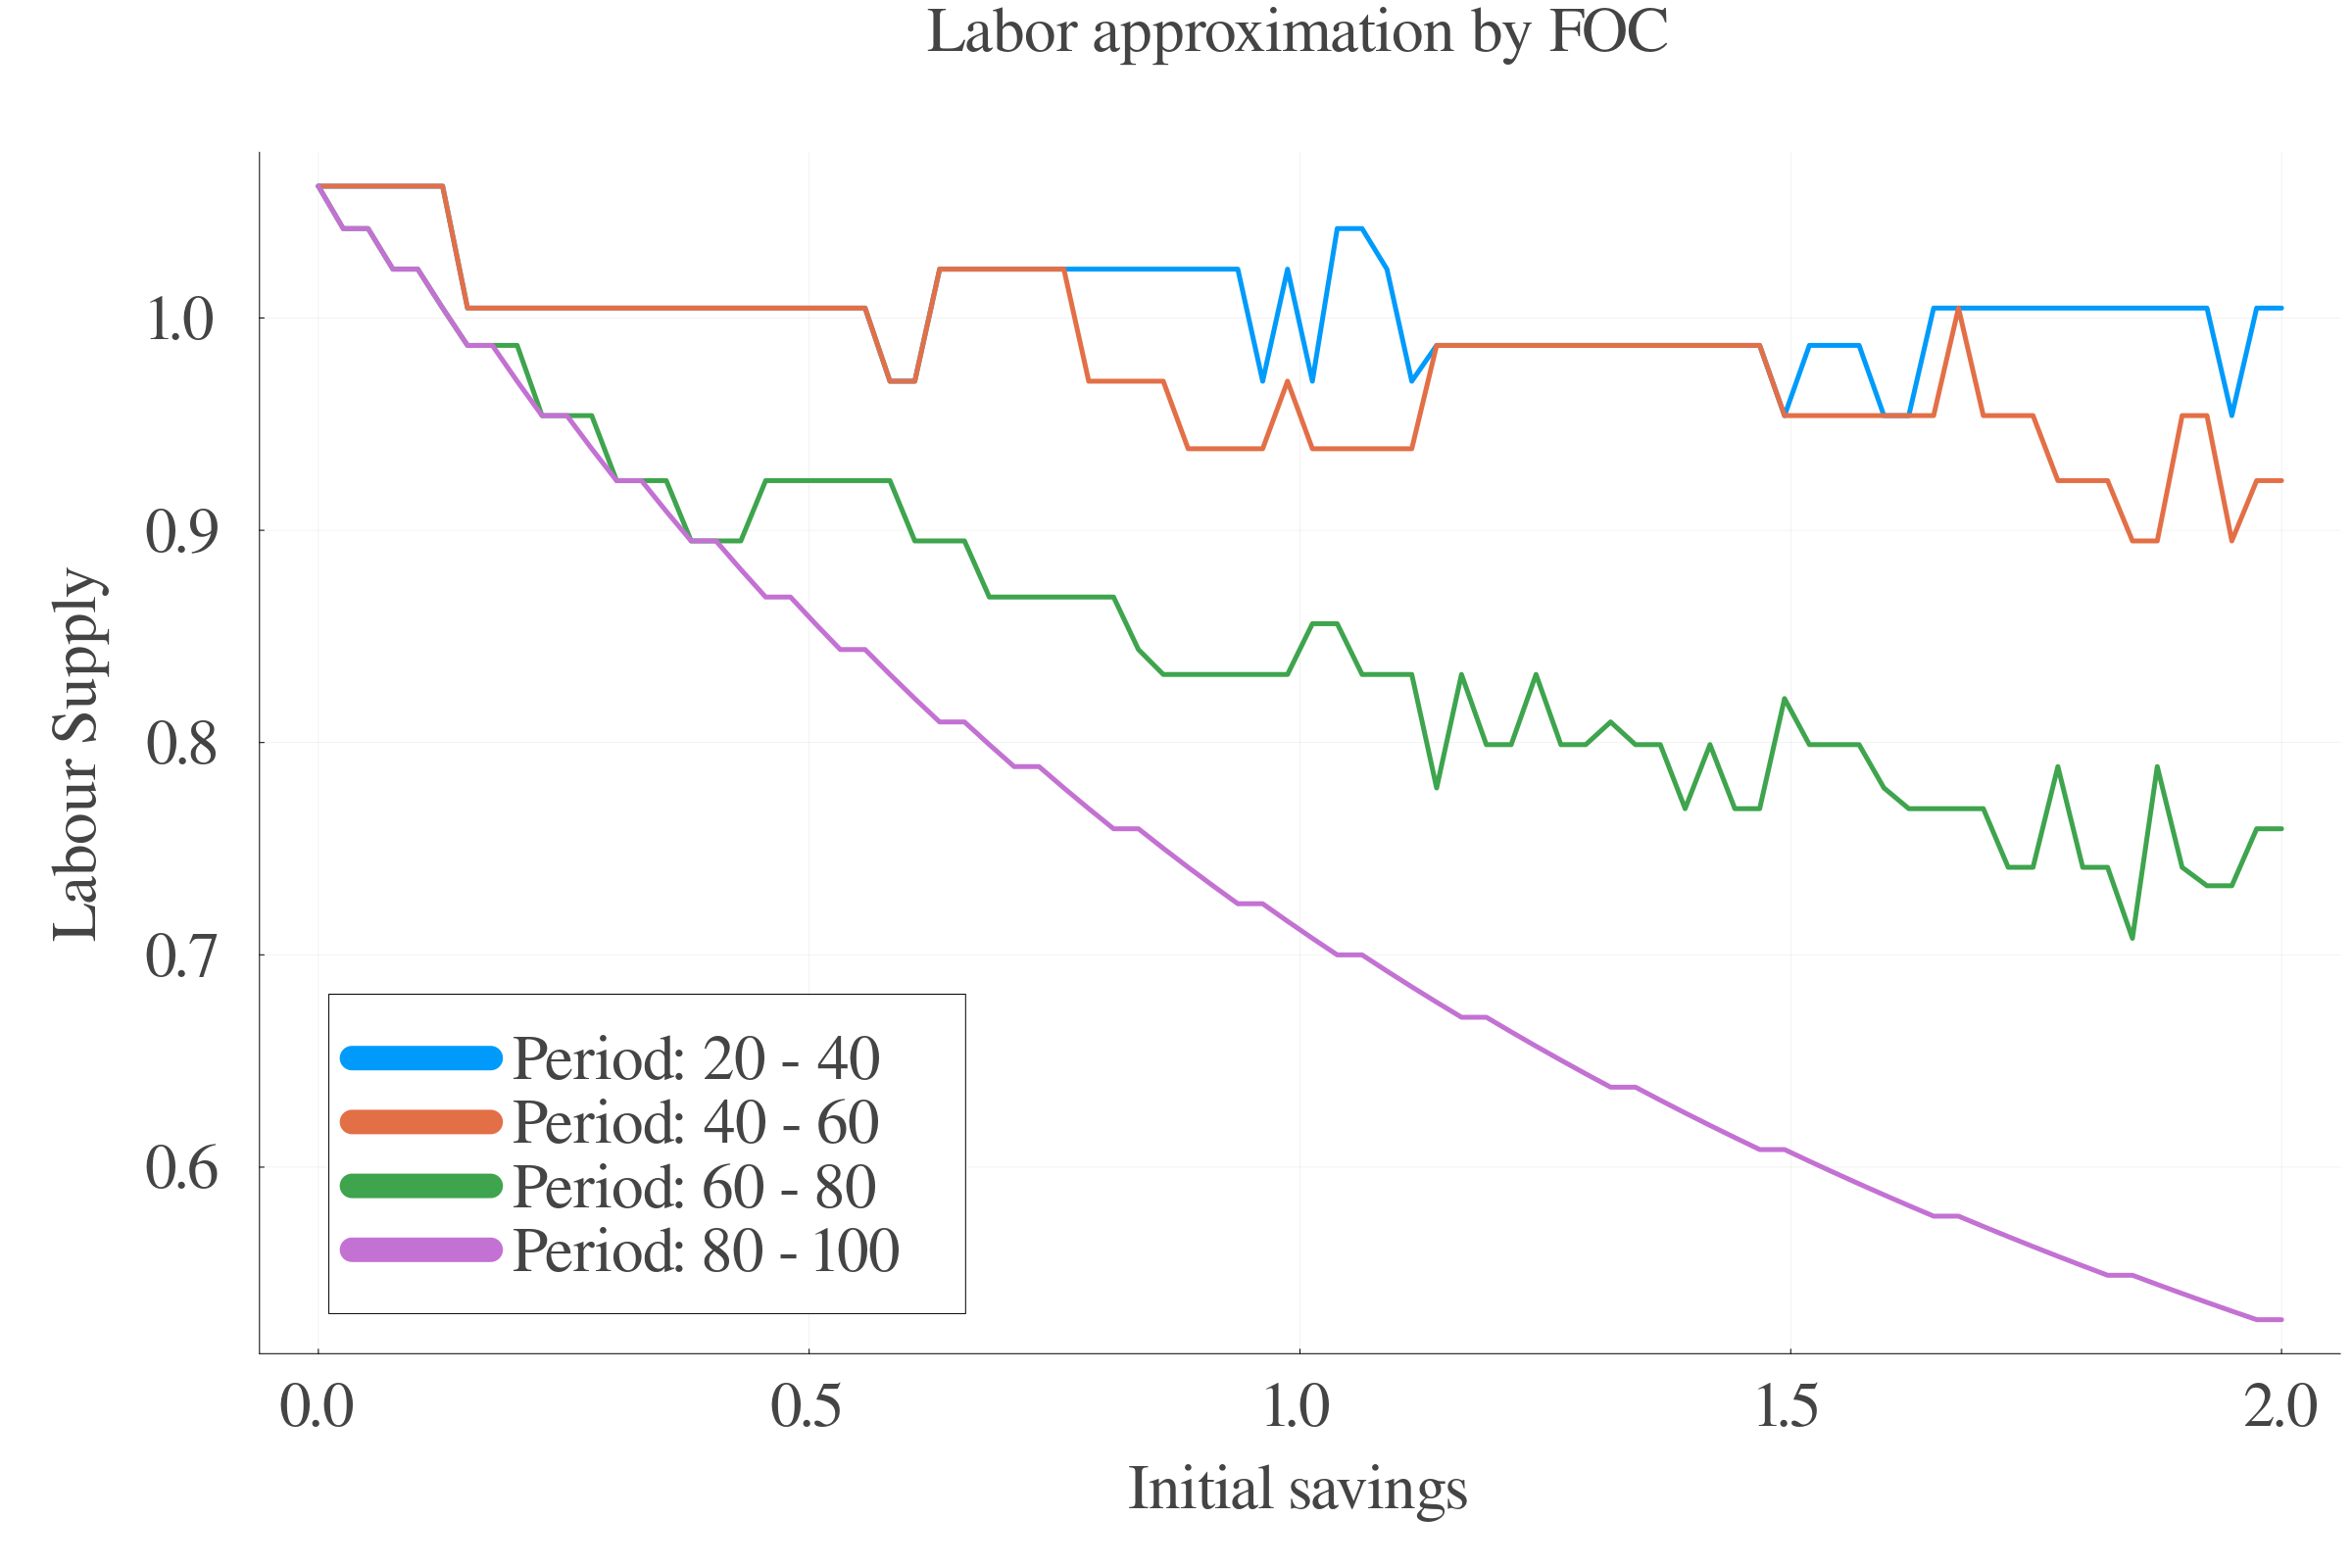 Labor approximation by FOC
Labour Supply
1.0
0.9
0.8
0.7
0.6
Period: 20 - 40
Period: 40 - 60
Period: 60 - 80
Period: 80 - 100
0.0 0.5 1.0 1.5 2.0
Initial savings